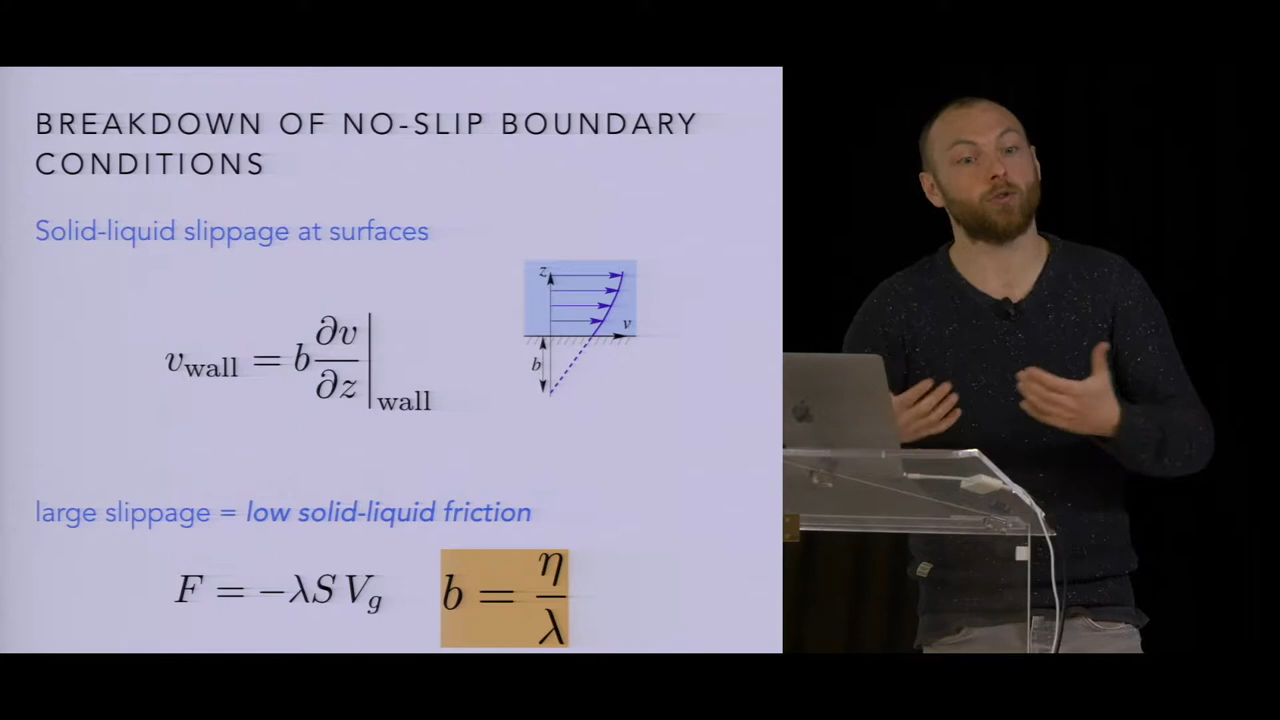 BREAKDOWN OF NO-SLIP BOUNDARY
CONDITIONS
Solid-liquid slippage at surfaces
v_wall = b ∂v/∂z |_wall
z
v
b
large slippage = low solid-liquid friction
F = −λS V_g
b = η/λ